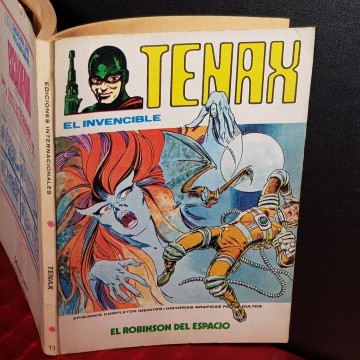 TENAX
EL INVENCIBLE
EPISODIOS COMPLETOS INEDITOS/HISTORIAS GRAFICAS PARA ADULTOS
EL ROBINSON DEL ESPACIO
EDICIONES INTERNACIONALES
TENAX
11